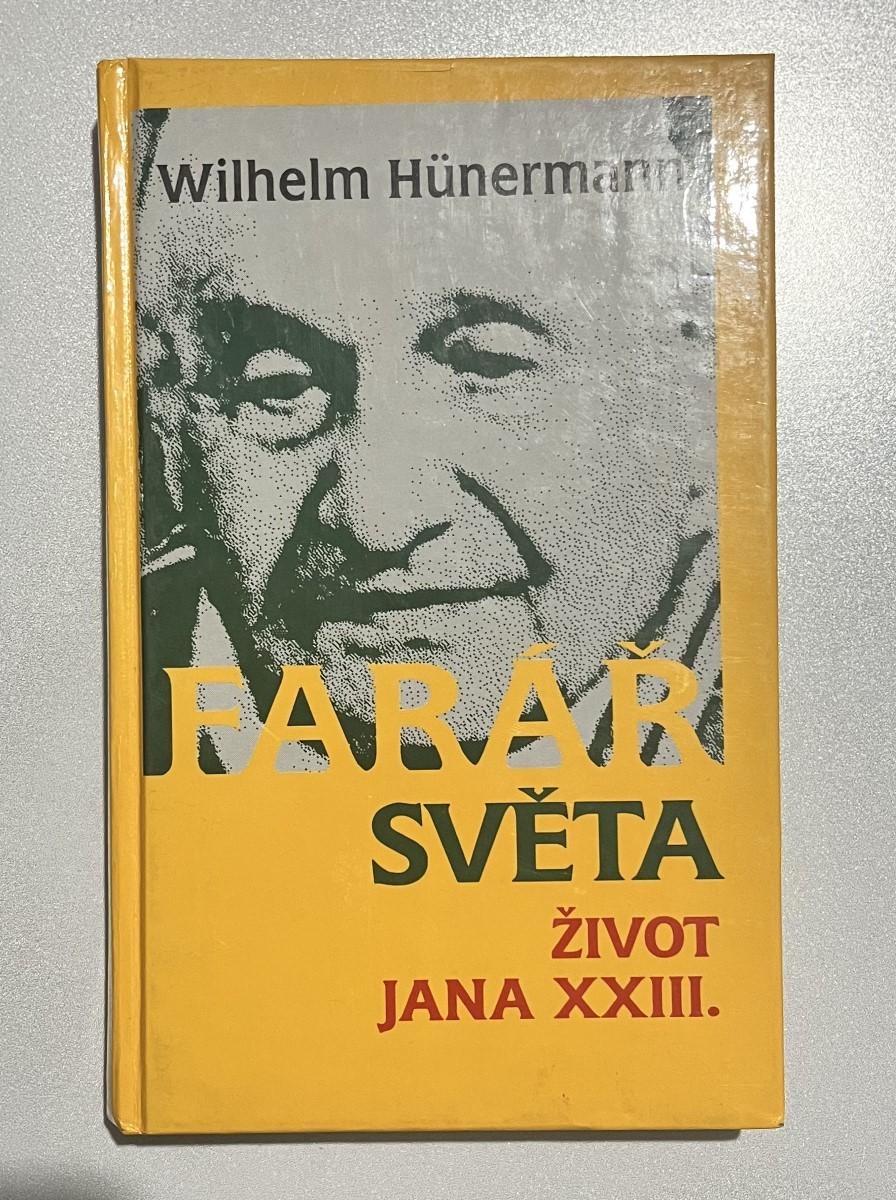 Wilhelm Hünermann
FARÁŘ
SVĚTA
ŽIVOT
JANA XXIII.